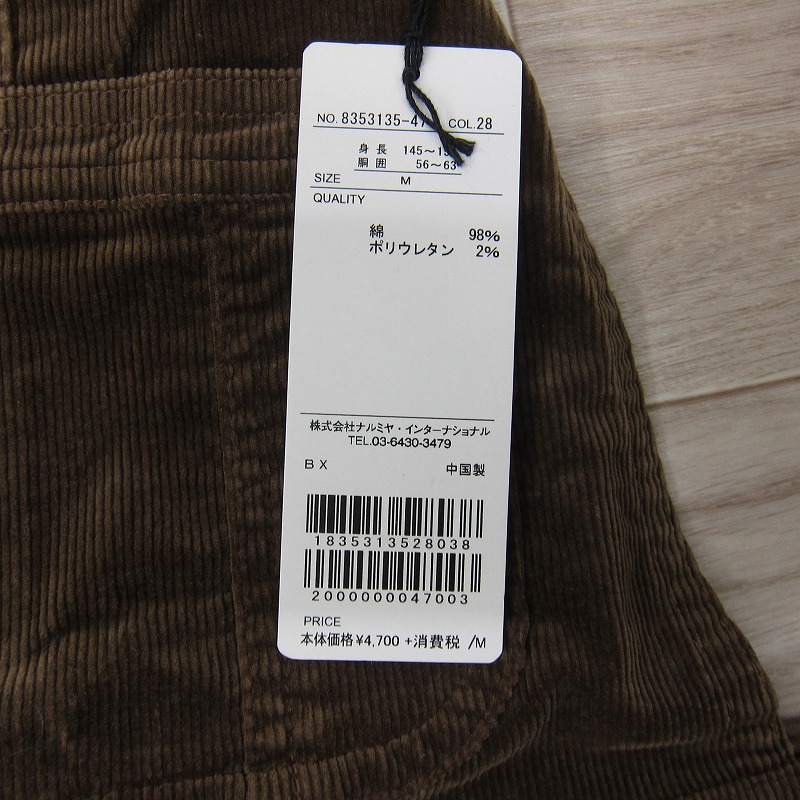 NO. 8353135-47 COL.28
身長 145～15
胴囲 56～63
SIZE M
QUALITY
綿 98%
ポリウレタン 2%
株式会社ナルミヤ・インターナショナル
TEL.03-6430-3479
BX 中国製
1835313528038
2000000047003
PRICE
本体価格¥4,700 +消費税 /M